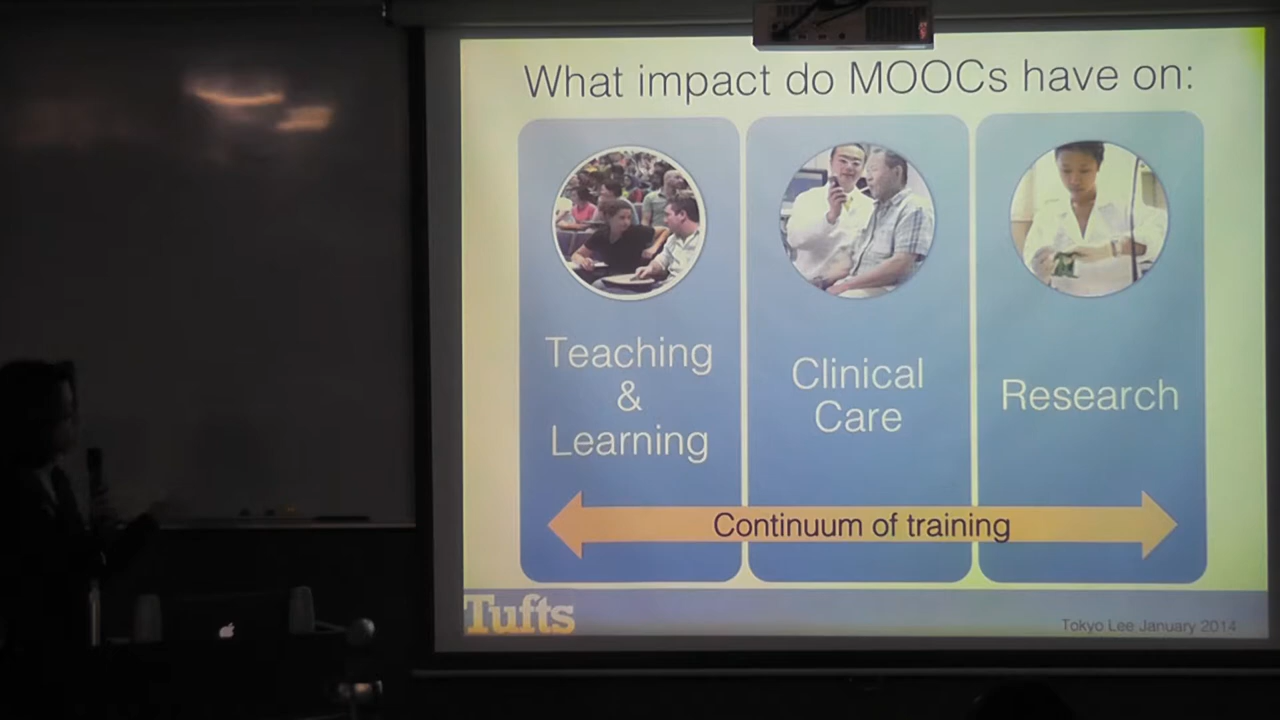 What impact do MOOCs have on:
Teaching
&
Learning
Clinical
Care
Research
Continuum of training
Tufts
Tokyo Lee January 2014